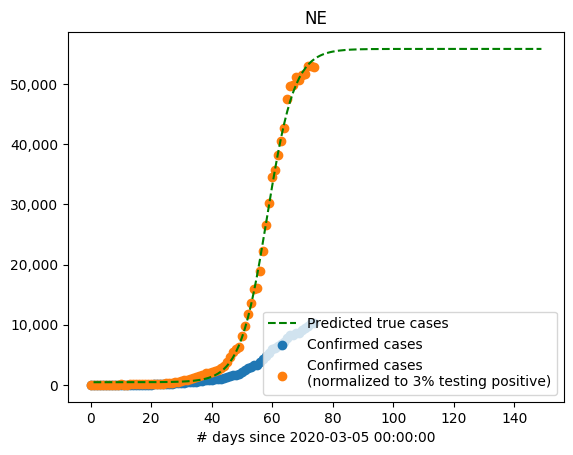 NE
50,000
40,000
30,000
20,000
10,000
0
Predicted true cases
Confirmed cases
Confirmed cases
(normalized to 3% testing positive)
0 20 40 60 80 100 120 140
# days since 2020-03-05 00:00:00